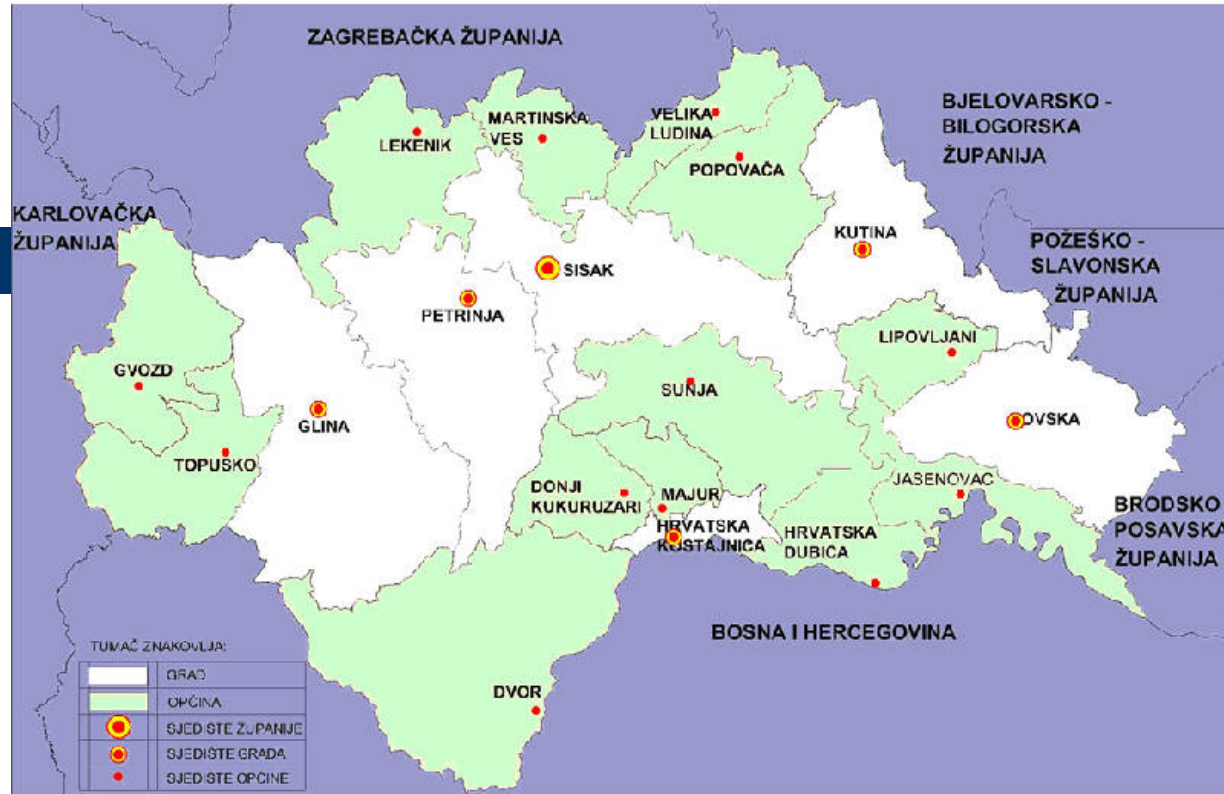 ZAGREBAČKA ŽUPANIJA
BJELOVARSKO -
BILOGORSKA
ŽUPANIJA
KARLOVAČKA
ŽUPANIJA
POŽEŠKO -
SLAVONSKA
ŽUPANIJA
LEKENIK
MARTINSKA
VES
VELIKA
LUDINA
POPOVAČA
KUTINA
SISAK
PETRINJA
LIPOVLJANI
GVOZD
GLINA
SUNJA
OVSKA
TOPUSKO
DONJI
KUKURUZARI
MAJUR
JASENOVAC
HRVATSKA
KOSTAJNICA
HRVATSKA
DUBICA
BRODSKO
POSAVSKA
ŽUPANIJA
BOSNA I HERCEGOVINA
DVOR
TUMAČ ZNAKOVLJA:
GRAD
OPĆINA
SJEDIŠTE ŽUPANIJE
SJEDIŠTE GRADA
SJEDIŠTE OPĆINE